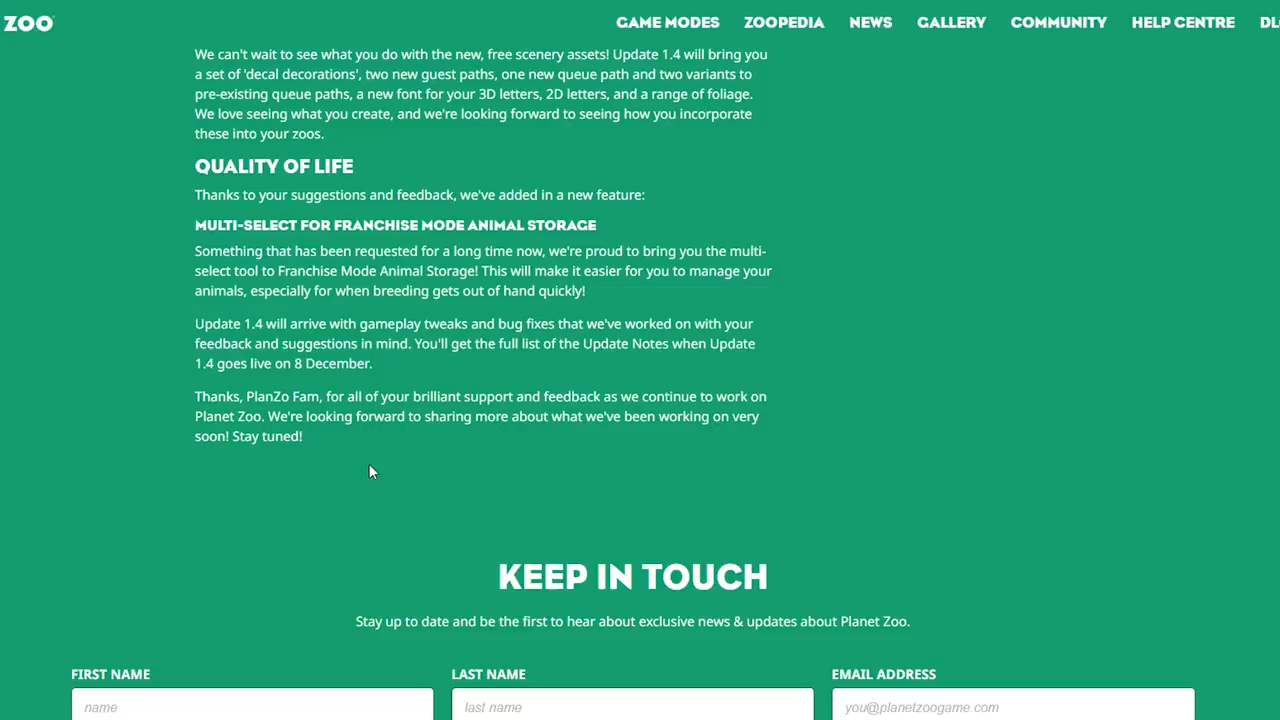 ZOO GAME MODES ZOOPEDIA NEWS GALLERY COMMUNITY HELP CENTRE
We can't wait to see what you do with the new, free scenery assets! Update 1.4 will bring you
a set of 'decal decorations', two new guest paths, one new queue path and two variants to
pre-existing queue paths, a new font for your 3D letters, 2D letters, and a range of foliage.
We love seeing what you create, and we're looking forward to seeing how you incorporate
these into your zoos.
QUALITY OF LIFE
Thanks to your suggestions and feedback, we've added in a new feature:
MULTI-SELECT FOR FRANCHISE MODE ANIMAL STORAGE
Something that has been requested for a long time now, we're proud to bring you the multi-
select tool to Franchise Mode Animal Storage! This will make it easier for you to manage your
animals, especially for when breeding gets out of hand quickly!
Update 1.4 will arrive with gameplay tweaks and bug fixes that we've worked on with your
feedback and suggestions in mind. You'll get the full list of the Update Notes when Update
1.4 goes live on 8 December.
Thanks, PlanZo Fam, for all of your brilliant support and feedback as we continue to work on
Planet Zoo. We're looking forward to sharing more about what we've been working on very
soon! Stay tuned!
KEEP IN TOUCH
Stay up to date and be the first to hear about exclusive news & updates about Planet Zoo.
FIRST NAME LAST NAME EMAIL ADDRESS
name last name you@planetzoogame.com